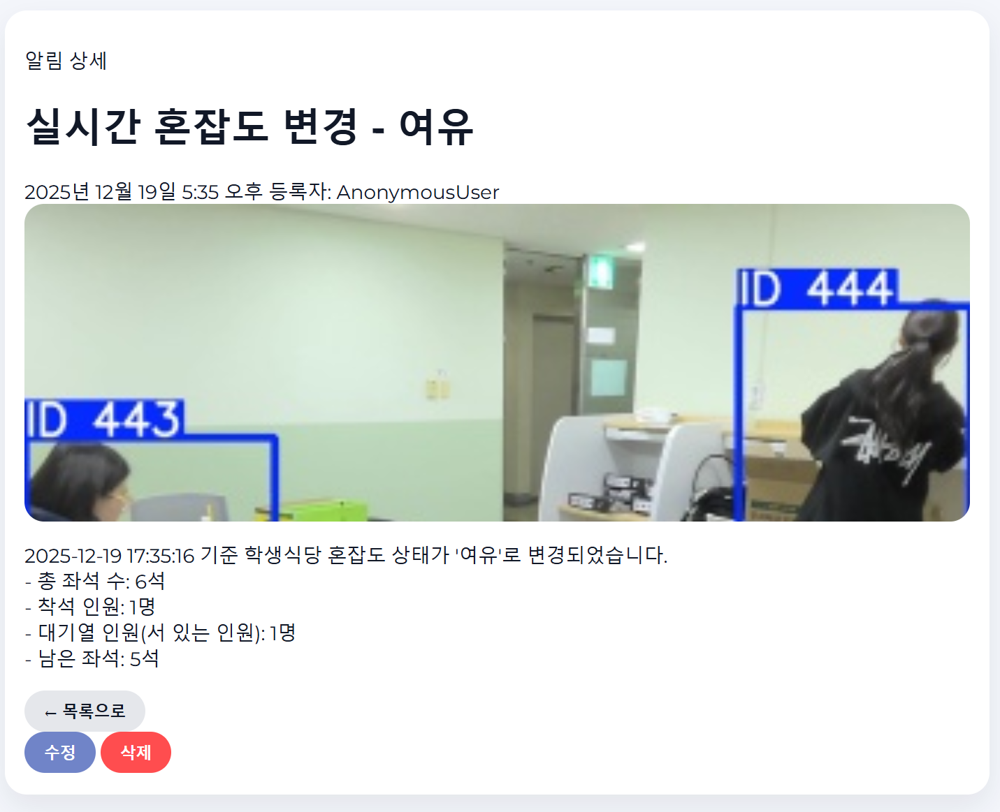 알림 상세
실시간 혼잡도 변경 - 여유
2025년 12월 19일 5:35 오후 등록자: AnonymousUser
ID 444
ID 443
2025-12-19 17:35:16 기준 학생식당 혼잡도 상태가 '여유'로 변경되었습니다.
- 총 좌석 수: 6석
- 착석 인원: 1명
- 대기열 인원(서 있는 인원): 1명
- 남은 좌석: 5석
← 목록으로
수정 삭제